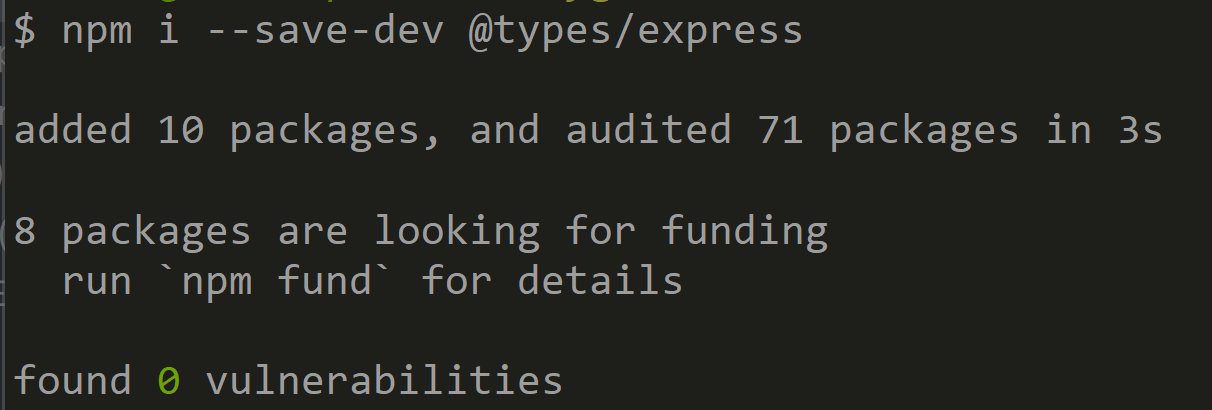 $ npm i --save-dev @types/express
added 10 packages, and audited 71 packages in 3s
8 packages are looking for funding
run `npm fund` for details
found 0 vulnerabilities